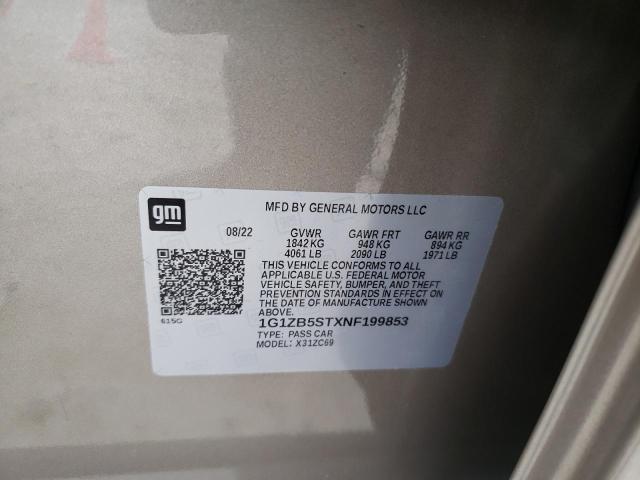 gm
MFD BY GENERAL MOTORS LLC
08/22 GVWR GAWR FRT GAWR RR
1842 KG 948 KG 894 KG
4061 LB 2090 LB 1971 LB
THIS VEHICLE CONFORMS TO ALL
APPLICABLE U.S. FEDERAL MOTOR
VEHICLE SAFETY, BUMPER, AND THEFT
PREVENTION STANDARDS IN EFFECT ON
THE DATE OF MANUFACTURE SHOWN ABOVE.
615G
1G1ZB5STXNF199853
TYPE: PASS CAR
MODEL: X31ZC69